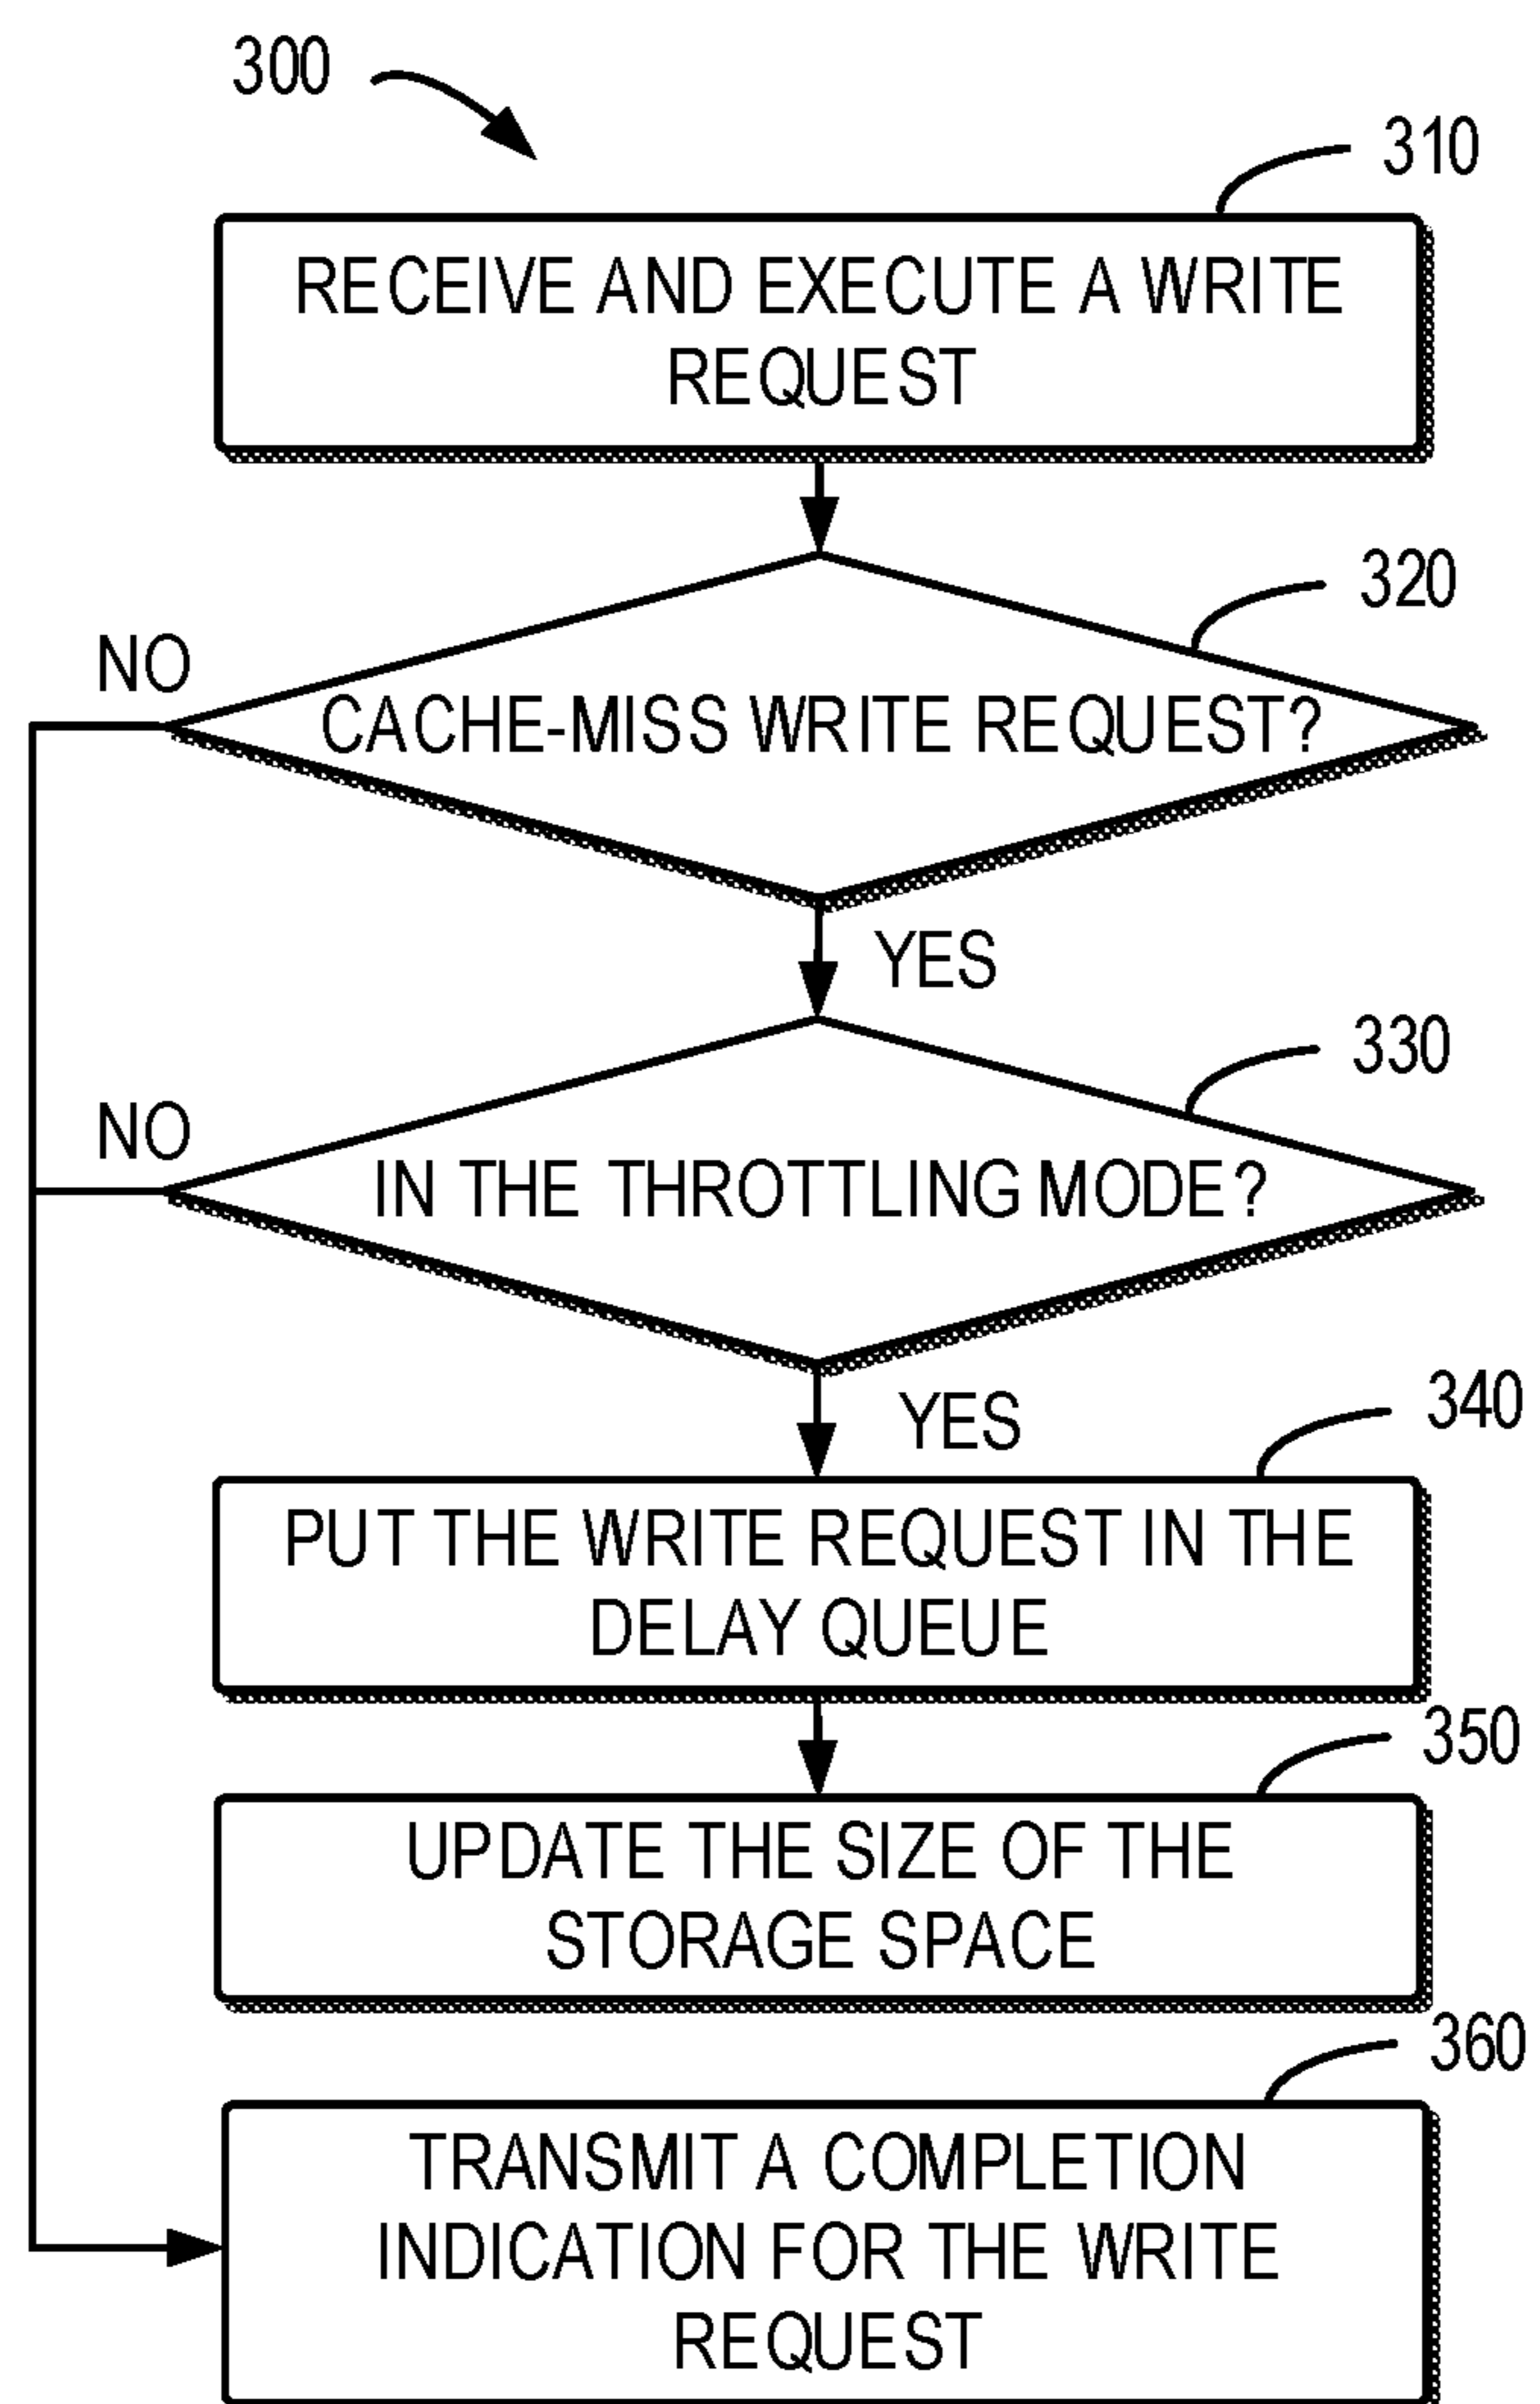 300
310
RECEIVE AND EXECUTE A WRITE
REQUEST
320
NO
CACHE-MISS WRITE REQUEST?
YES
330
NO
IN THE THROTTLING MODE?
YES
340
PUT THE WRITE REQUEST IN THE
DELAY QUEUE
350
UPDATE THE SIZE OF THE
STORAGE SPACE
360
TRANSMIT A COMPLETION
INDICATION FOR THE WRITE
REQUEST